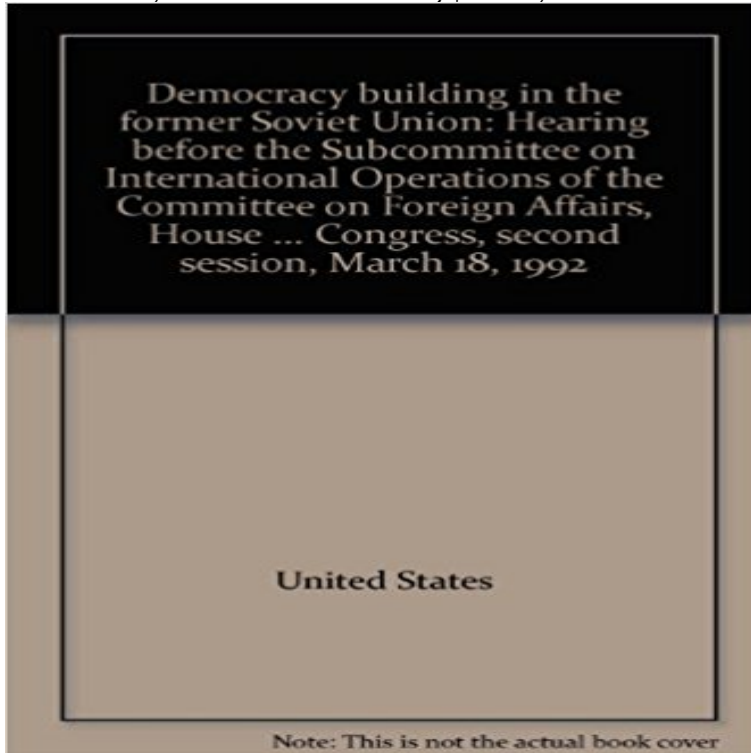 Democracy building in the
former Soviet Union: Hearing
before the Subcommittee on
International Operations of the
Committee on Foreign Affairs,
House ... Congress, second
session, March 18, 1992
United States
Note: This is not the actual book cover